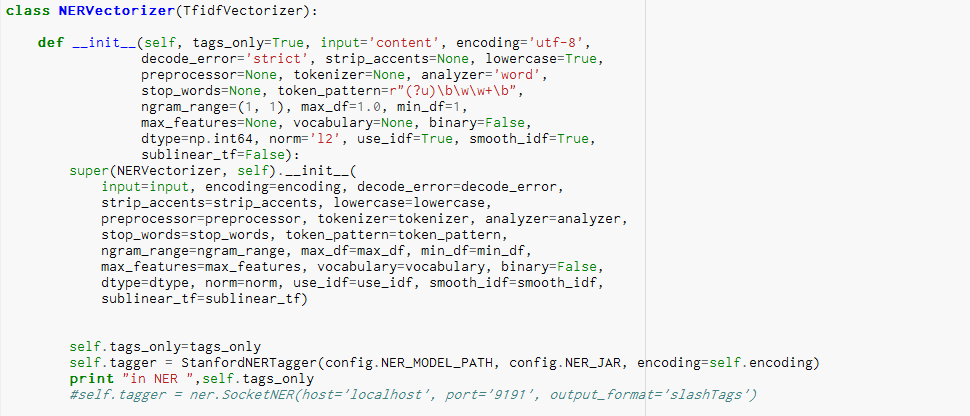 class NERVectorizer(TfidfVectorizer):
def __init__(self, tags_only=True, input='content', encoding='utf-8',
decode_error='strict', strip_accents=None, lowercase=True,
preprocessor=None, tokenizer=None, analyzer='word',
stop_words=None, token_pattern=r"(?u)\b\w\w+\b",
ngram_range=(1, 1), max_df=1.0, min_df=1,
max_features=None, vocabulary=None, binary=False,
dtype=np.int64, norm='l2', use_idf=True, smooth_idf=True,
sublinear_tf=False):
super(NERVectorizer, self).__init__(
input=input, encoding=encoding, decode_error=decode_error,
strip_accents=strip_accents, lowercase=lowercase,
preprocessor=preprocessor, tokenizer=tokenizer, analyzer=analyzer,
stop_words=stop_words, token_pattern=token_pattern,
ngram_range=ngram_range, max_df=max_df, min_df=min_df,
max_features=max_features, vocabulary=vocabulary, binary=False,
dtype=dtype, norm=norm, use_idf=use_idf, smooth_idf=smooth_idf,
sublinear_tf=sublinear_tf)
self.tags_only=tags_only
self.tagger = StanfordNERTagger(config.NER_MODEL_PATH, config.NER_JAR, encoding=self.encoding)
print "in NER ",self.tags_only
#self.tagger = ner.SocketNER(host='localhost', port='9191', output_format='slashTags')